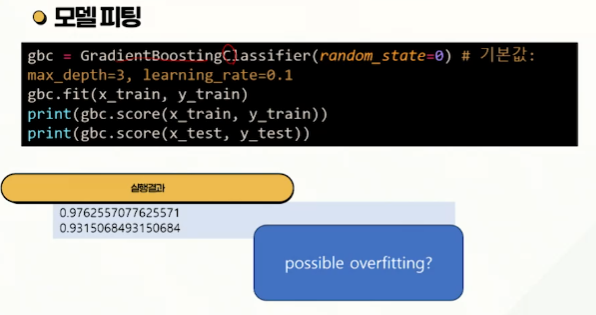 모델 피팅
gbc = GradientBoostingClassifier(random_state=0) # 기본값:
max_depth=3, learning_rate=0.1
gbc.fit(x_train, y_train)
print(gbc.score(x_train, y_train))
print(gbc.score(x_test, y_test))
실행결과
0.9762557077625571
0.9315068493150684
possible overfitting?